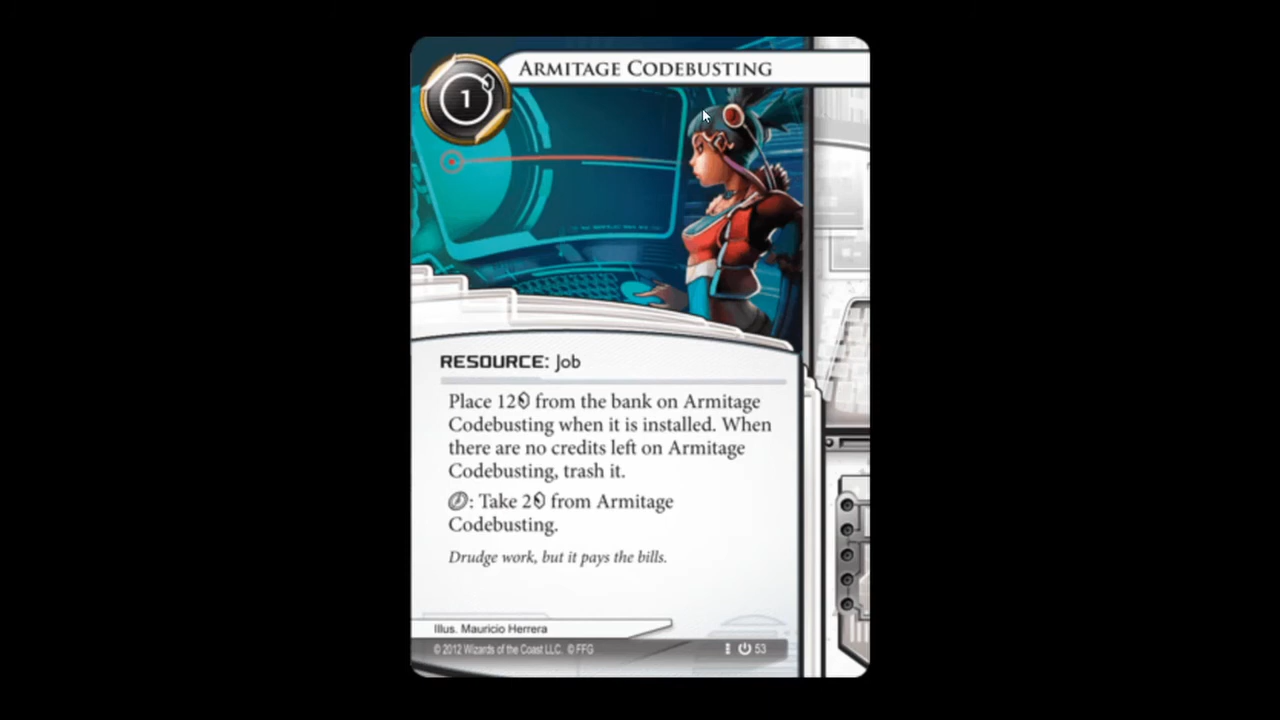 ARMITAGE CODEBUSTING
1
RESOURCE: Job
Place 12 from the bank on Armitage
Codebusting when it is installed. When
there are no credits left on Armitage
Codebusting, trash it.
: Take 2 from Armitage
Codebusting.
Drudge work, but it pays the bills.
Illus. Mauricio Herrera
© 2012 Wizards of the Coast LLC. © FFG
53